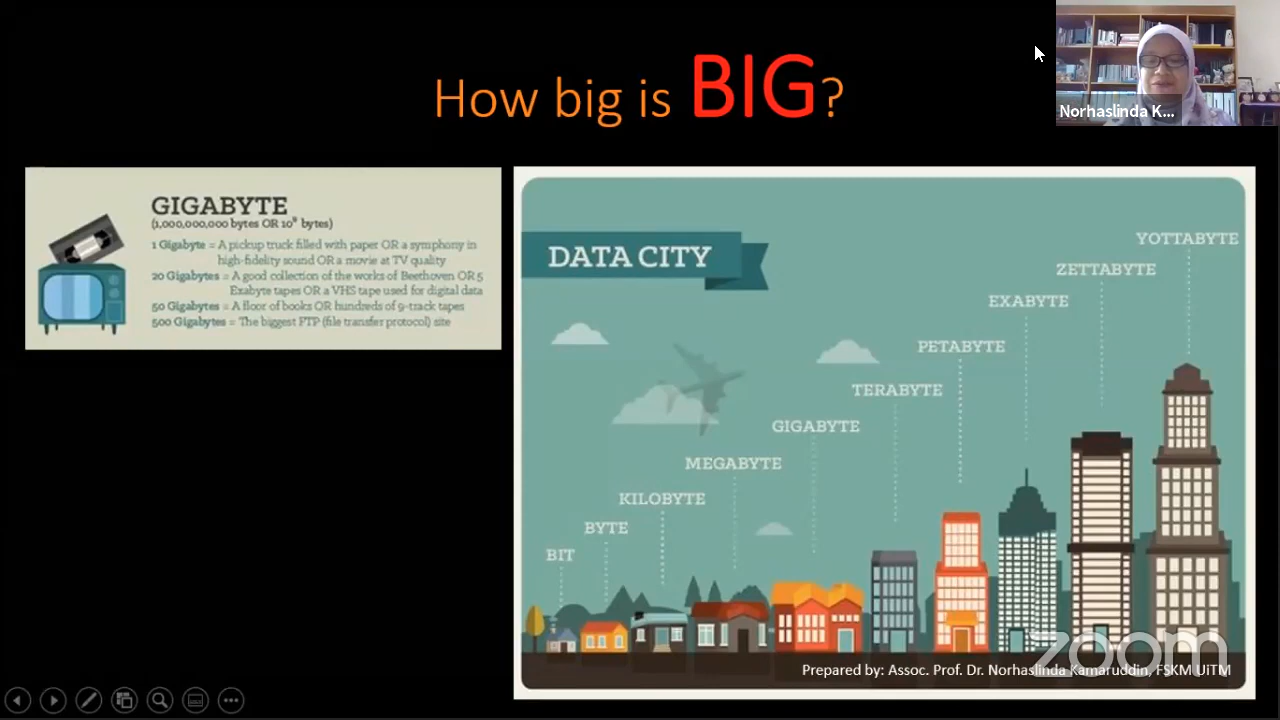 How big is BIG?
Norhaslinda K...
GIGABYTE
(1,000,000,000 bytes OR 10⁹ bytes)
1 Gigabyte = A pickup truck filled with paper OR a symphony in
high-fidelity sound OR a movie at TV quality
20 Gigabytes = A good collection of the works of Beethoven OR 5
Exabyte tapes OR a VHS tape used for digital data
50 Gigabytes = A floor of books OR hundreds of 9-track tapes
500 Gigabytes = The biggest FTP (file transfer protocol) site
DATA CITY
YOTTABYTE
ZETTABYTE
EXABYTE
PETABYTE
TERABYTE
GIGABYTE
MEGABYTE
KILOBYTE
BYTE
BIT
zoom
Prepared by: Assoc. Prof. Dr. Norhaslinda Kamaruddin, FSKM UiTM